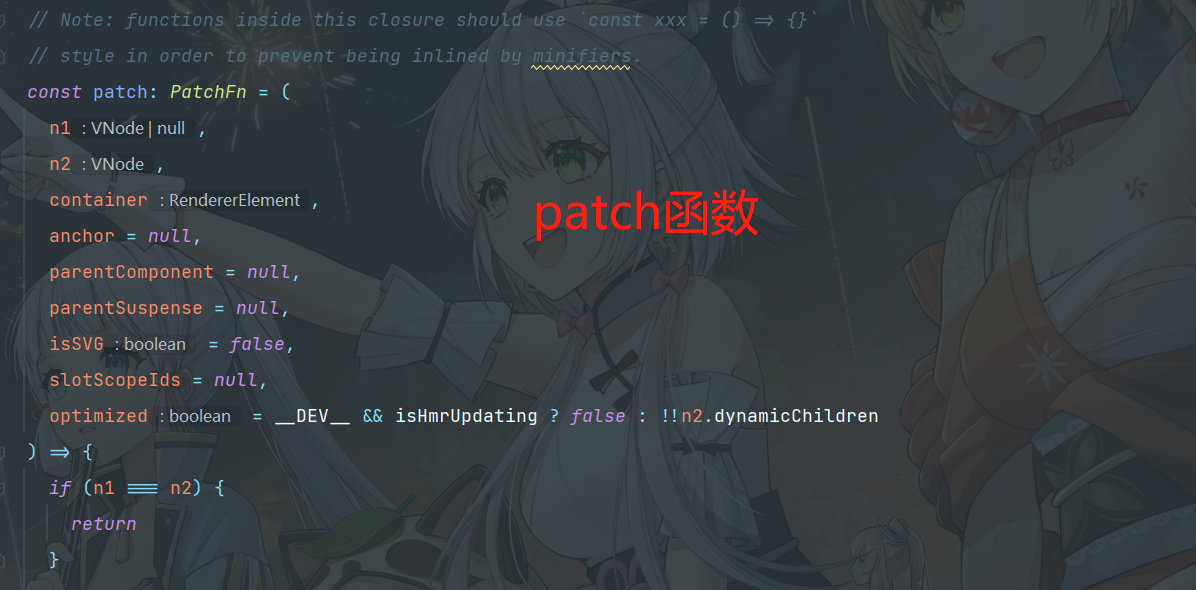 // Note: functions inside this closure should use `const xxx = () => {}`
// style in order to prevent being inlined by minifiers.
const patch: PatchFn = (
n1 : VNode | null ,
n2 : VNode ,
container : RendererElement ,
anchor = null,
parentComponent = null,
parentSuspense = null,
isSVG : boolean = false,
slotScopeIds = null,
optimized : boolean = __DEV__ && isHmrUpdating ? false : !!n2.dynamicChildren
) => {
if (n1 === n2) {
return
}
patch函数